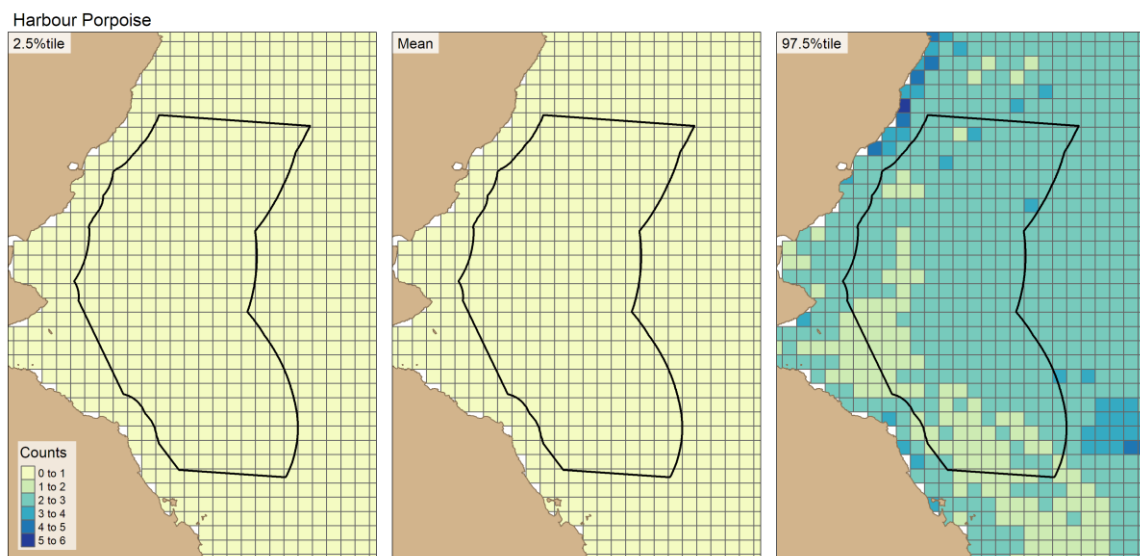 Harbour Porpoise
2.5%tile
Mean
97.5%tile
Counts
0 to 1
1 to 2
2 to 3
3 to 4
4 to 5
5 to 6